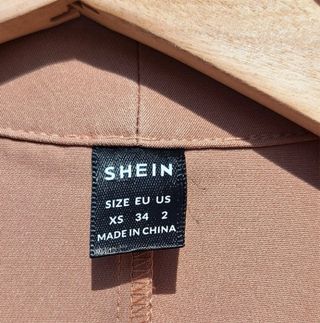 SHEIN
SIZE EU US
XS 34 2
MADE IN CHINA